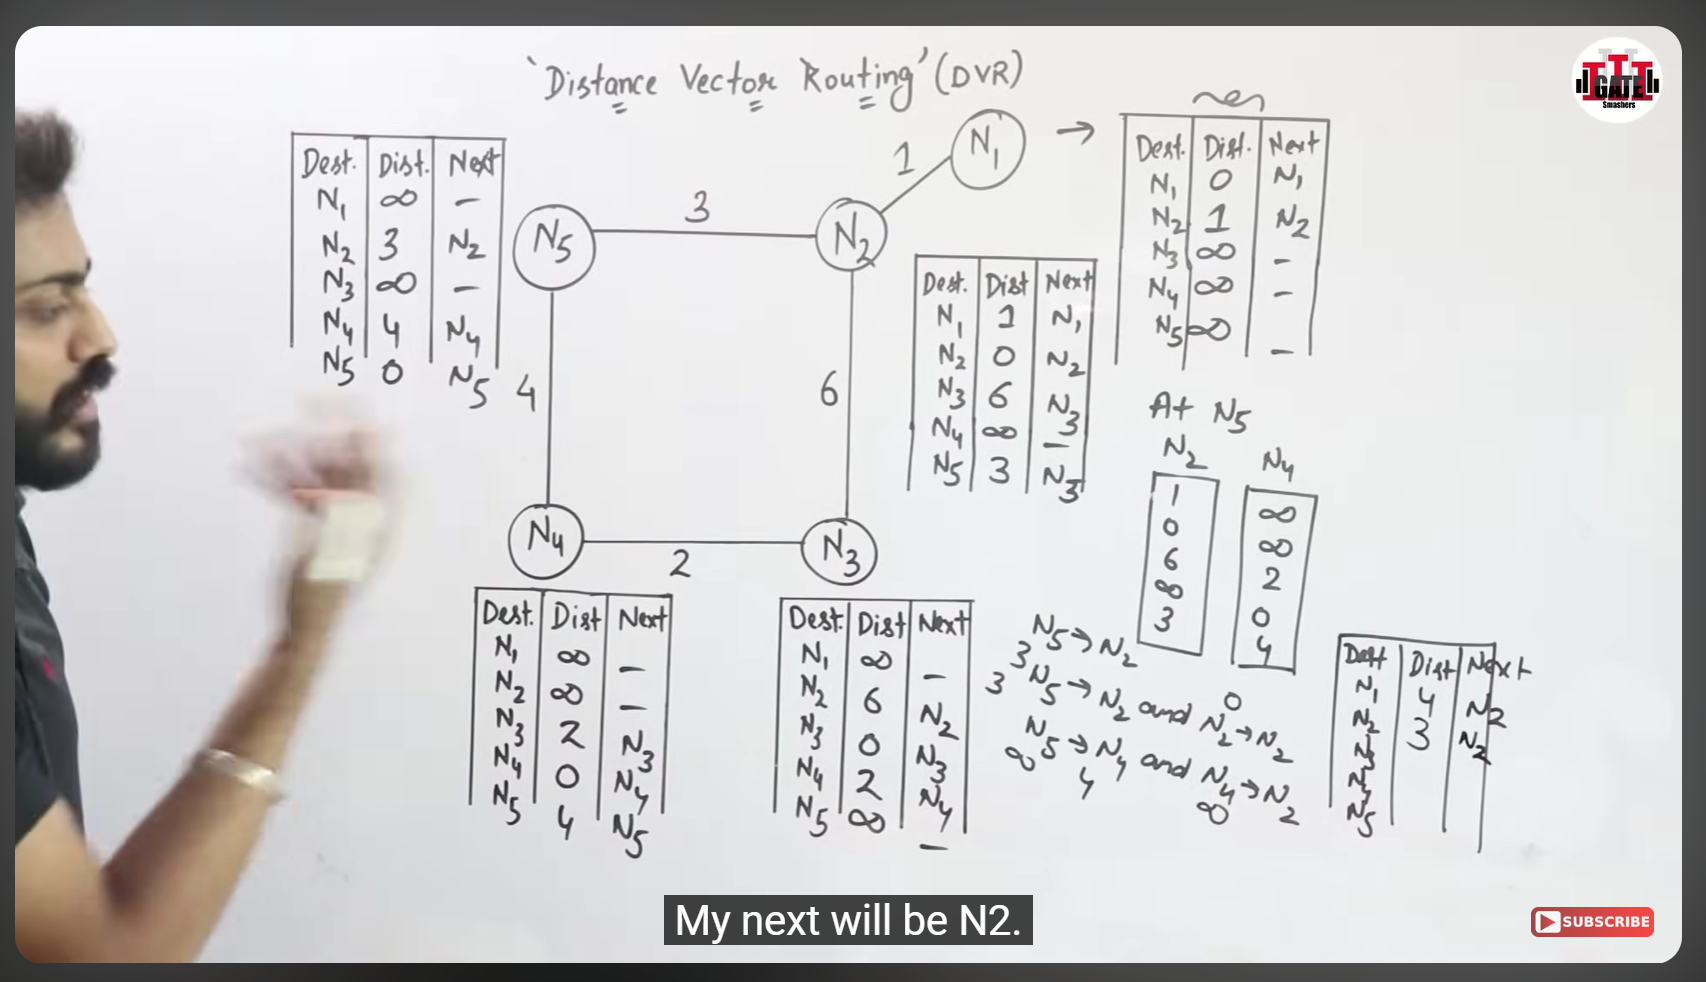 'Distance Vector Routing' (DVR)
GATE
Smashers
Dest. Dist. Next
N1 ∞ –
N2 3 N2
N3 ∞ –
N4 4 N4
N5 0 N5
N5
3
N2
1
N1
→
4
6
N4
2
N3
Dest. Dist. Next
N1 0 N1
N2 1 N2
N3 ∞ –
N4 ∞ –
N5 ∞ –
Dest. Dist Next
N1 1 N1
N2 0 N2
N3 6 N3
N4 ∞ –
N5 3 N3
At N5
N2 N4
1 ∞
0 ∞
6 2
∞ 0
3 4
Dest. Dist Next
N1 ∞ –
N2 ∞ –
N3 2 N3
N4 0 N4
N5 4 N5
Dest. Dist Next
N1 ∞ –
N2 6 N2
N3 0 N3
N4 2 N4
N5 ∞ –
N5 → N2
3
3 N5 → N2 and N2 → N2
0
N5 → N4 and N4 → N2
∞ 4 ∞
Dest Dist Next
N1 4 N2
N2 3 N2
N3
N4
N5
My next will be N2.
SUBSCRIBE